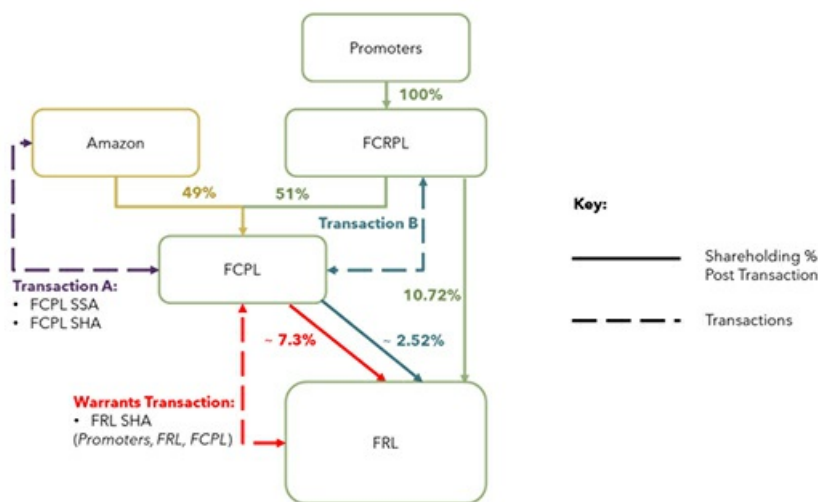 Promoters
100%
Amazon
FCRPL
49%
51%
Transaction B
Key:
FCPL
Shareholding %
Post Transaction
Transaction A:
• FCPL SSA
• FCPL SHA
10.72%
Transactions
~ 7.3%
~ 2.52%
Warrants Transaction:
• FRL SHA
(Promoters, FRL, FCPL)
FRL